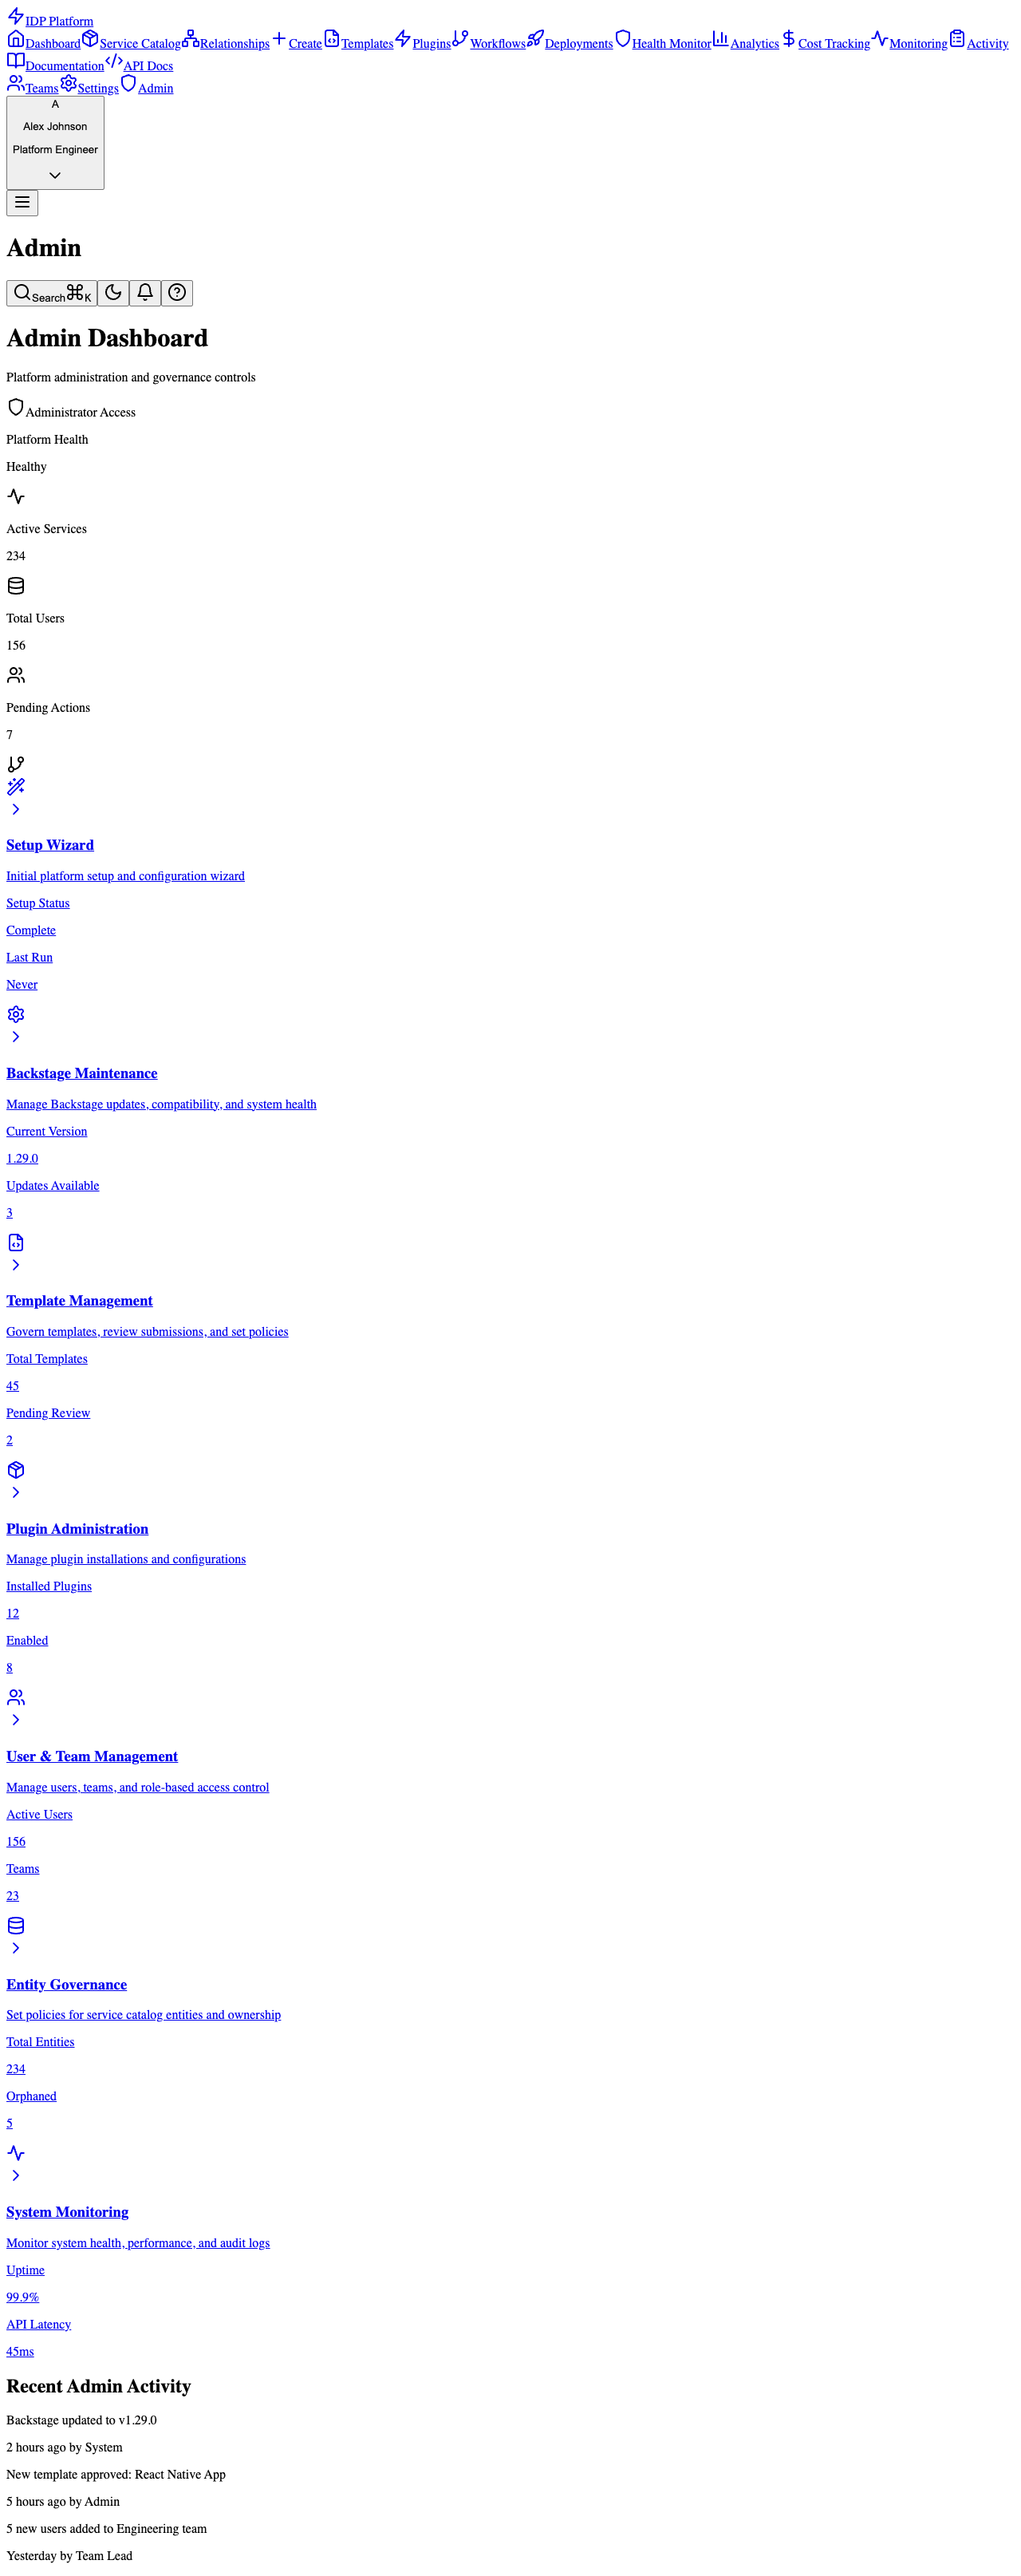 IDP Platform
Dashboard Service Catalog Relationships Create Templates Plugins Workflows Deployments Health Monitor Analytics Cost Tracking Monitoring Activity
Documentation API Docs
Teams Settings Admin
A
Alex Johnson
Platform Engineer
Admin
Search K
Admin Dashboard
Platform administration and governance controls
Administrator Access
Platform Health
Healthy
Active Services
234
Total Users
156
Pending Actions
7
Setup Wizard
Initial platform setup and configuration wizard
Setup Status
Complete
Last Run
Never
Backstage Maintenance
Manage Backstage updates, compatibility, and system health
Current Version
1.29.0
Updates Available
3
Template Management
Govern templates, review submissions, and set policies
Total Templates
45
Pending Review
2
Plugin Administration
Manage plugin installations and configurations
Installed Plugins
12
Enabled
8
User & Team Management
Manage users, teams, and role-based access control
Active Users
156
Teams
23
Entity Governance
Set policies for service catalog entities and ownership
Total Entities
234
Orphaned
5
System Monitoring
Monitor system health, performance, and audit logs
Uptime
99.9%
API Latency
45ms
Recent Admin Activity
Backstage updated to v1.29.0
2 hours ago by System
New template approved: React Native App
5 hours ago by Admin
5 new users added to Engineering team
Yesterday by Team Lead